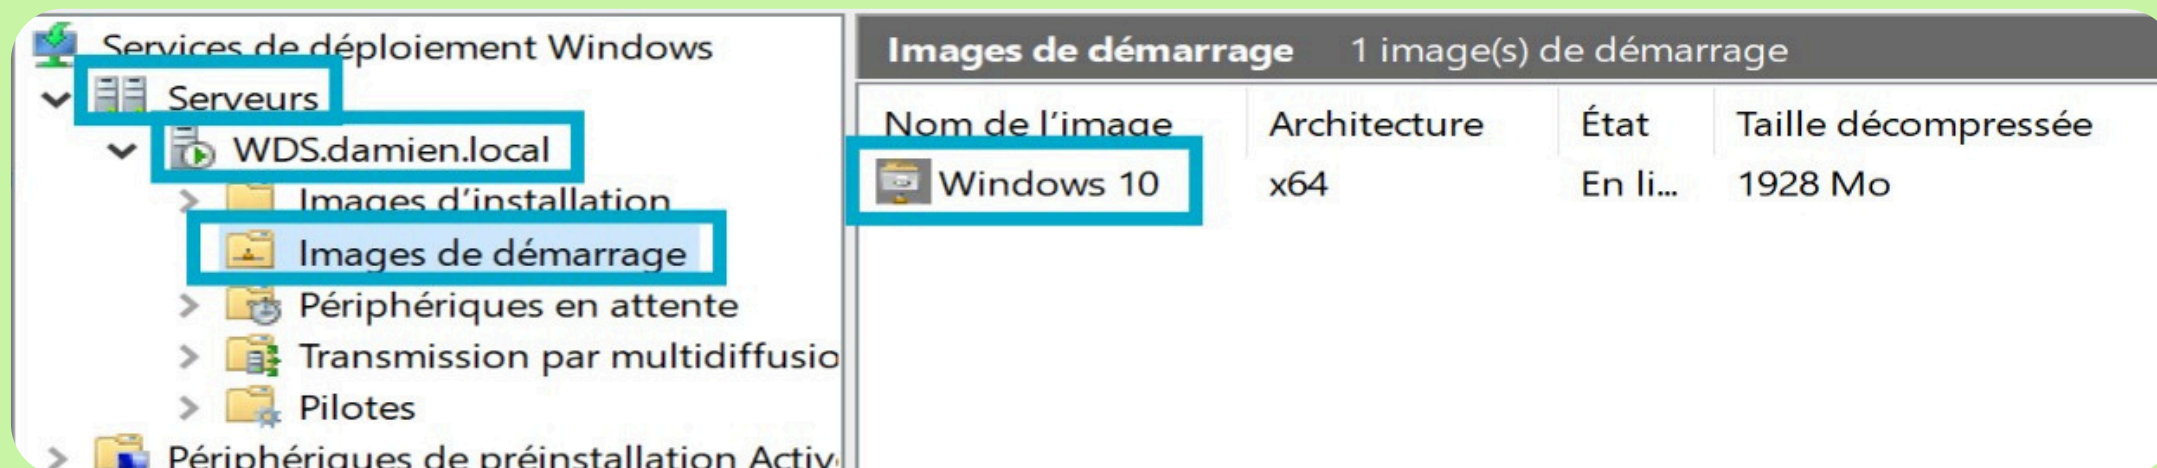 Services de déploiement Windows
Serveurs
WDS.damien.local
Images d'installation
Images de démarrage
Périphériques en attente
Transmission par multidiffusio
Pilotes
Périphériques de préinstallation Activ
Images de démarrage 1 image(s) de démarrage
Nom de l'image Architecture État Taille décompressée
Windows 10 x64 En li... 1928 Mo